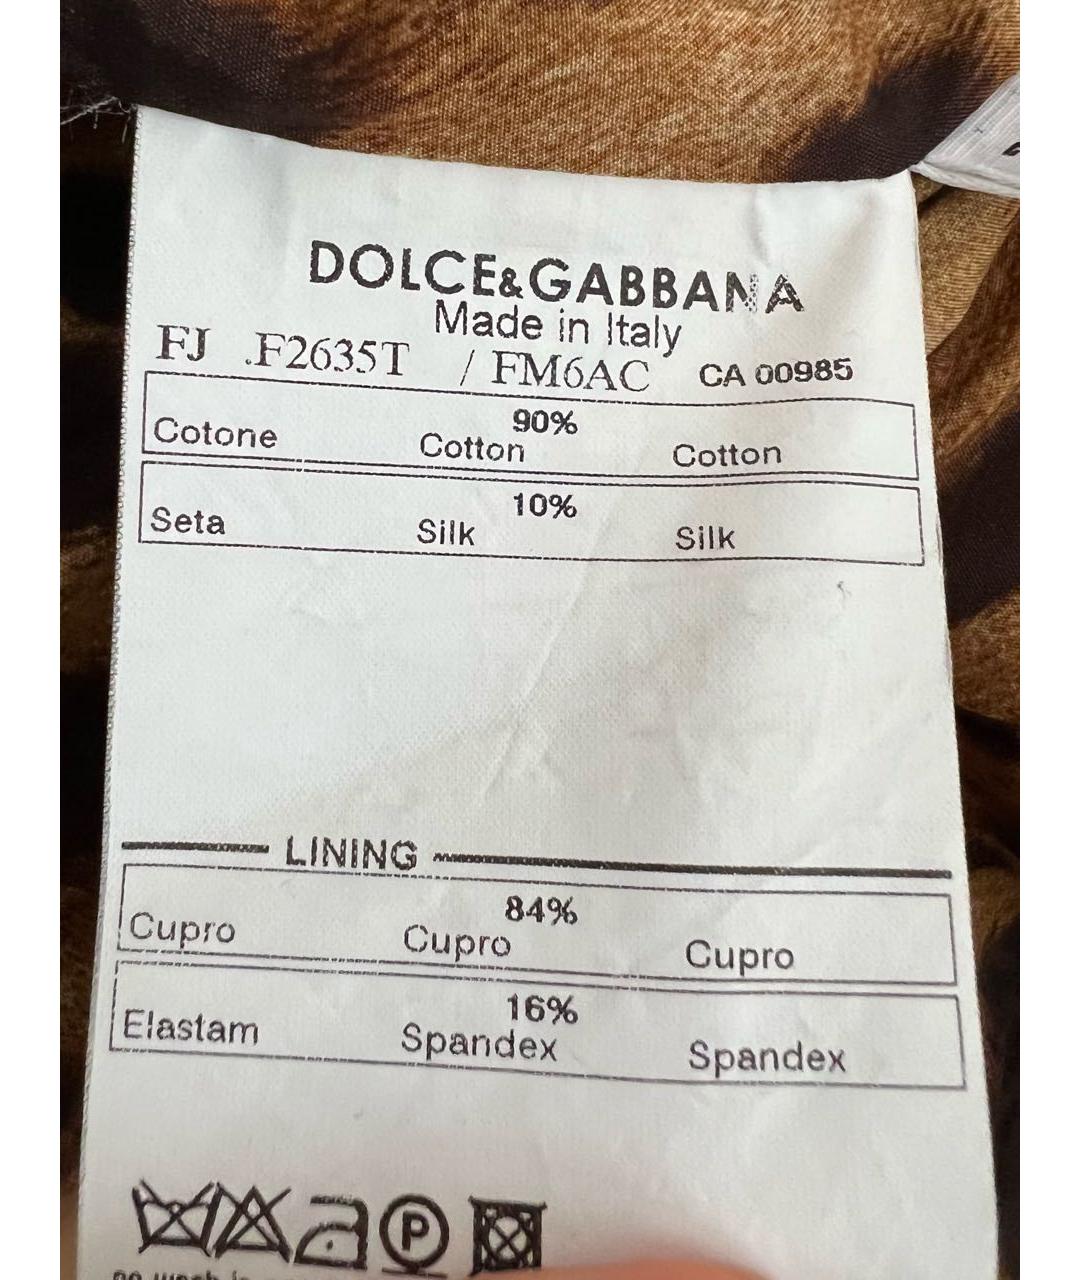 DOLCE&GABBANA
Made in Italy
FJ .F2635T / FM6AC CA 00985
90%
Cotone Cotton Cotton
10%
Seta Silk Silk
LINING
84%
Cupro Cupro Cupro
16%
Elastam Spandex Spandex
P